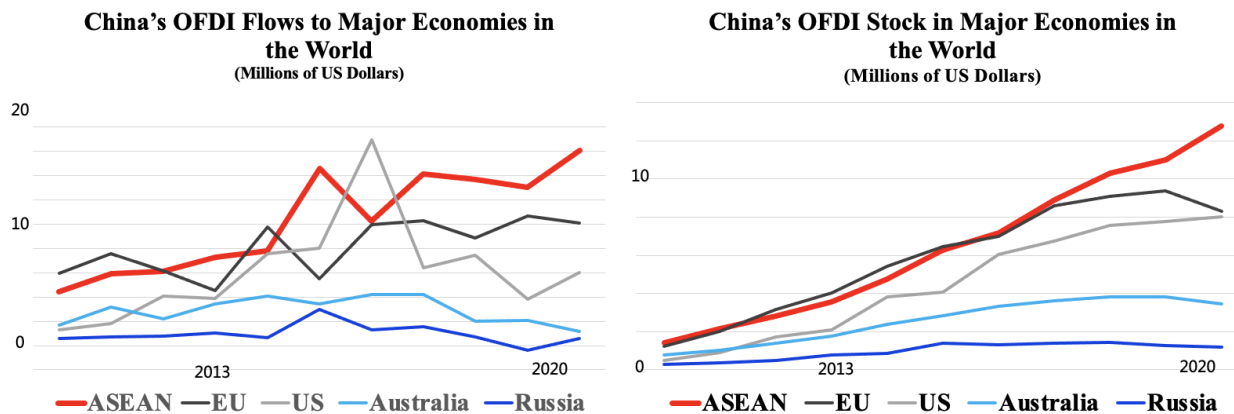 China’s OFDI Flows to Major Economies in
the World
(Millions of US Dollars)
20
10
0
2013
2020
ASEAN EU US Australia Russia
China’s OFDI Stock in Major Economies in
the World
(Millions of US Dollars)
10
0
2013
2020
ASEAN EU US Australia Russia